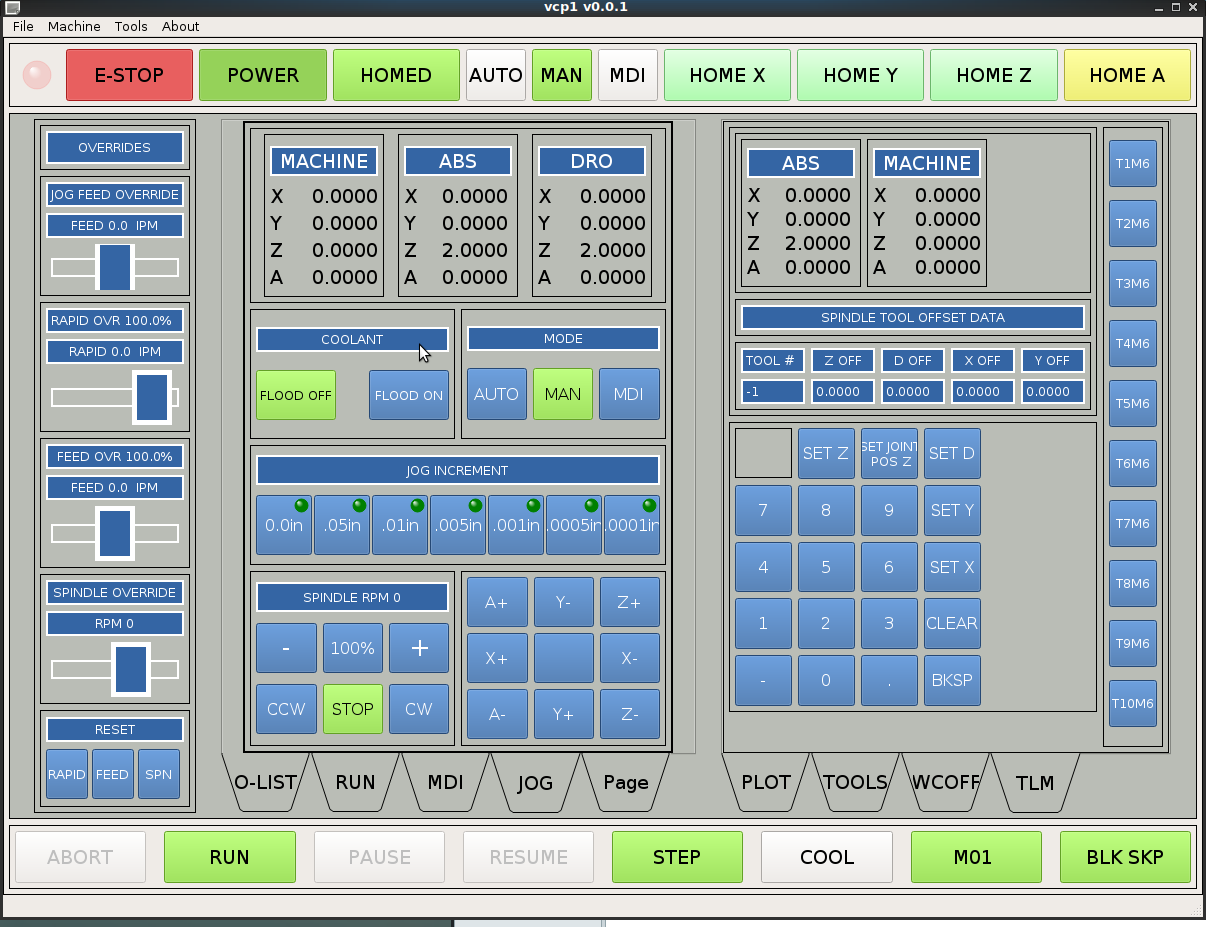 vcp1 v0.0.1
File Machine Tools About
E-STOP POWER HOMED AUTO MAN MDI HOME X HOME Y HOME Z HOME A
OVERRIDES
JOG FEED OVERRIDE
FEED 0.0 IPM
RAPID OVR 100.0%
RAPID 0.0 IPM
FEED OVR 100.0%
FEED 0.0 IPM
SPINDLE OVERRIDE
RPM 0
RESET
RAPID FEED SPN
MACHINE ABS DRO
X 0.0000 X 0.0000 X 0.0000
Y 0.0000 Y 0.0000 Y 0.0000
Z 0.0000 Z 2.0000 Z 2.0000
A 0.0000 A 0.0000 A 0.0000
COOLANT
FLOOD OFF FLOOD ON
MODE
AUTO MAN MDI
JOG INCREMENT
0.0in .05in .01in .005in .001in .0005in .0001in
SPINDLE RPM 0
- 100% +
CCW STOP CW
A+ Y- Z+
X+ X-
A- Y+ Z-
O-LIST RUN MDI JOG Page
ABS MACHINE
X 0.0000 X 0.0000
Y 0.0000 Y 0.0000
Z 2.0000 Z 0.0000
A 0.0000 A 0.0000
SPINDLE TOOL OFFSET DATA
TOOL # Z OFF D OFF X OFF Y OFF
-1 0.0000 0.0000 0.0000 0.0000
SET Z SET JOINT POS Z SET D
7 8 9 SET Y
4 5 6 SET X
1 2 3 CLEAR
- 0 . BKSP
T1M6
T2M6
T3M6
T4M6
T5M6
T6M6
T7M6
T8M6
T9M6
T10M6
PLOT TOOLS WCOFF TLM
ABORT RUN PAUSE RESUME STEP COOL M01 BLK SKP